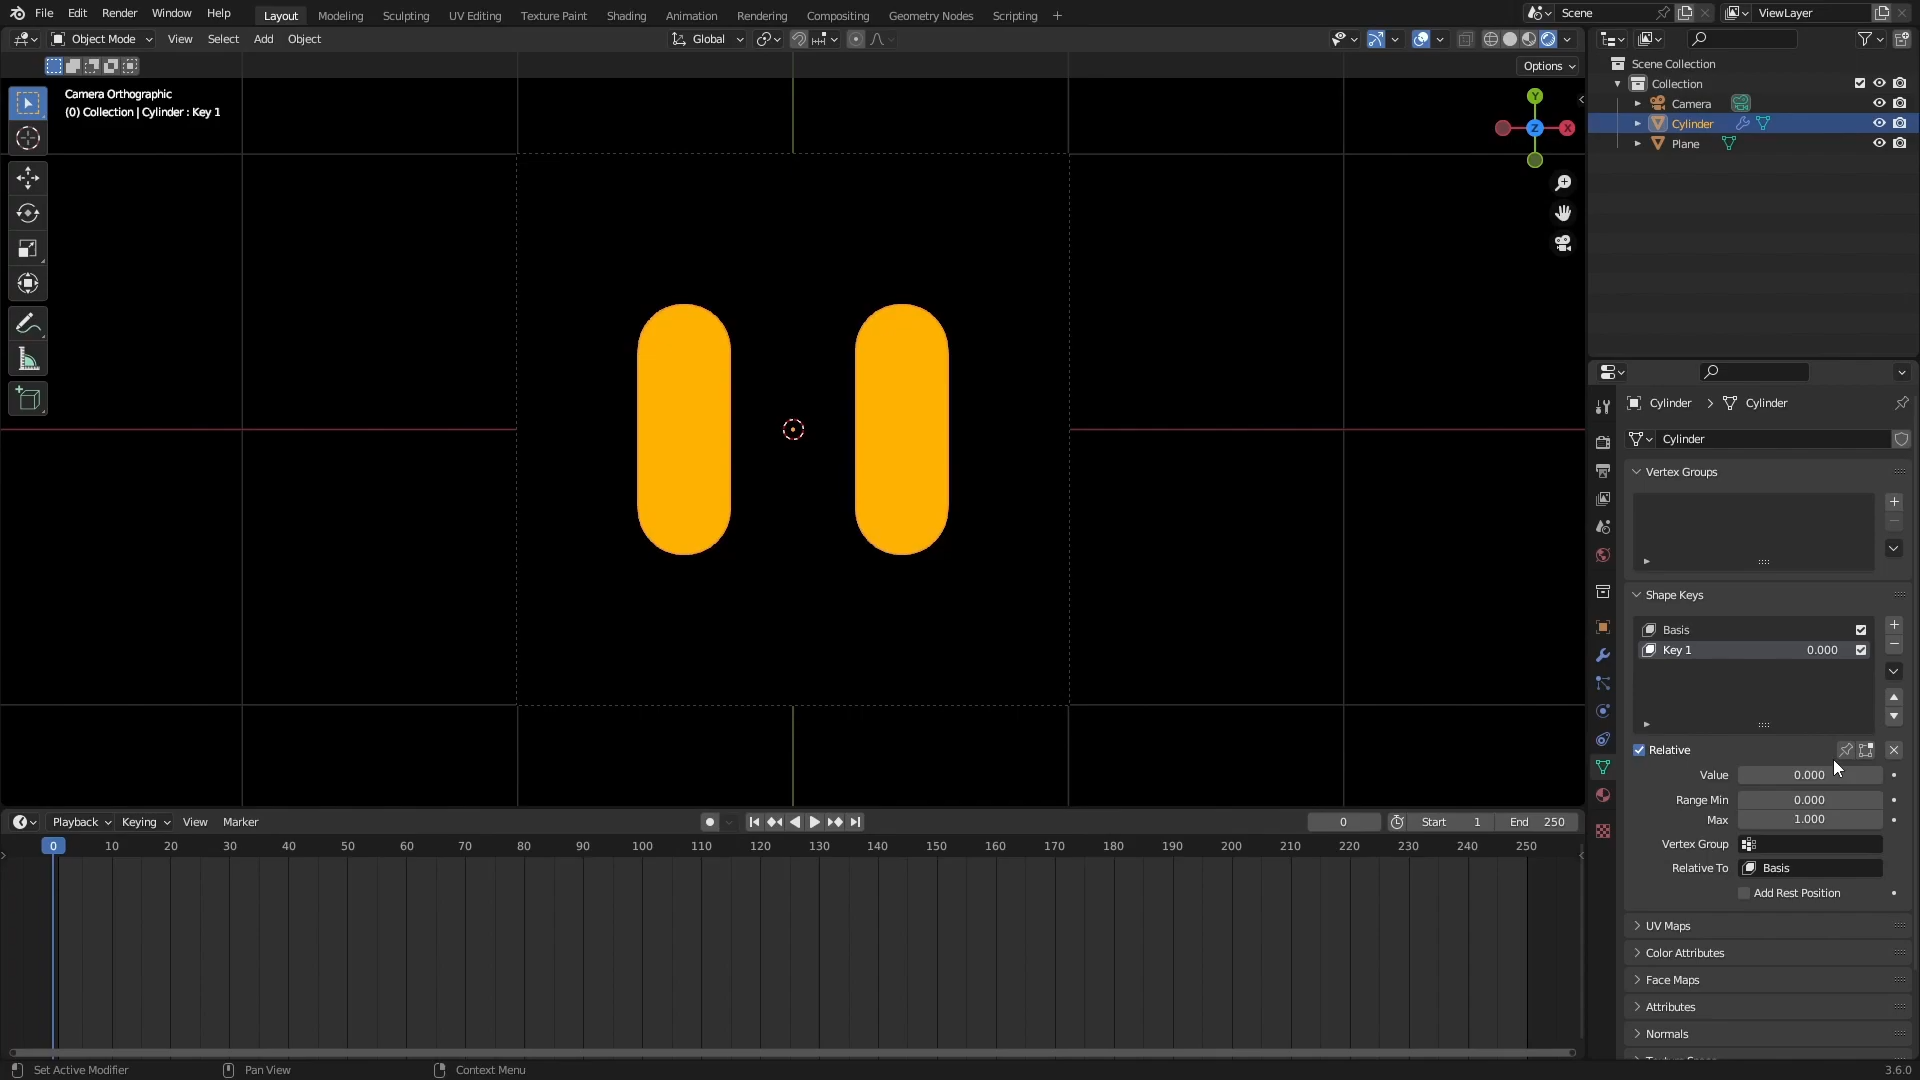 File Edit Render Window Help Layout Modeling Sculpting UV Editing Texture Paint Shading Animation Rendering Compositing Geometry Nodes Scripting + Scene ViewLayer
Object Mode View Select Add Object Global
Options
Camera Orthographic
(0) Collection | Cylinder : Key 1
Y
Z
X
Scene Collection
Collection
Camera
Cylinder
Plane
Cylinder > Cylinder
Cylinder
Vertex Groups
Shape Keys
Basis
Key 1 0.000
Relative
Value 0.000
Range Min 0.000
Max 1.000
Vertex Group
Relative To Basis
Add Rest Position
UV Maps
Color Attributes
Face Maps
Attributes
Normals
Playback Keying View Marker 0 Start 1 End 250
0 10 20 30 40 50 60 70 80 90 100 110 120 130 140 150 160 170 180 190 200 210 220 230 240 250
Set Active Modifier Pan View Context Menu 3.6.0